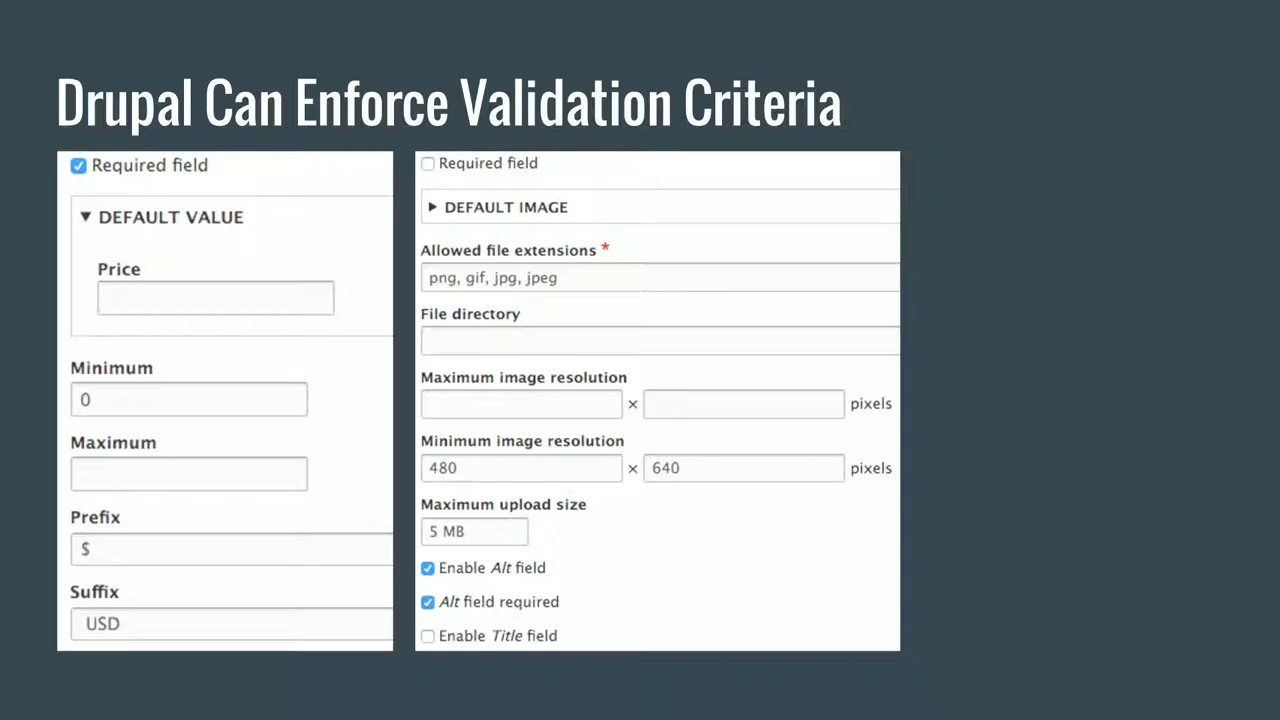 Drupal Can Enforce Validation Criteria
Required field
DEFAULT VALUE
Price
Minimum
0
Maximum
Prefix
$
Suffix
USD
Required field
DEFAULT IMAGE
Allowed file extensions *
png, gif, jpg, jpeg
File directory
Maximum image resolution
× pixels
Minimum image resolution
480 × 640 pixels
Maximum upload size
5 MB
Enable Alt field
Alt field required
Enable Title field